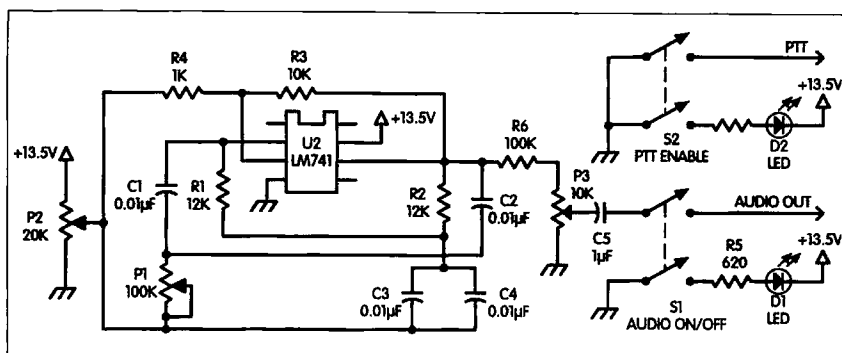 R4
1K
R3
10K
+13.5V
U2
LM741
R6
100K
+13.5V
P2
20K
C1
0.01µF
R1
12K
R2
12K
C2
0.01µF
P3
10K
C5
1µF
P1
100K
C3
0.01µF
C4
0.01µF
PTT
+13.5V
S2
PTT ENABLE
D2
LED
AUDIO OUT
R5
620
+13.5V
D1
LED
S1
AUDIO ON/OFF